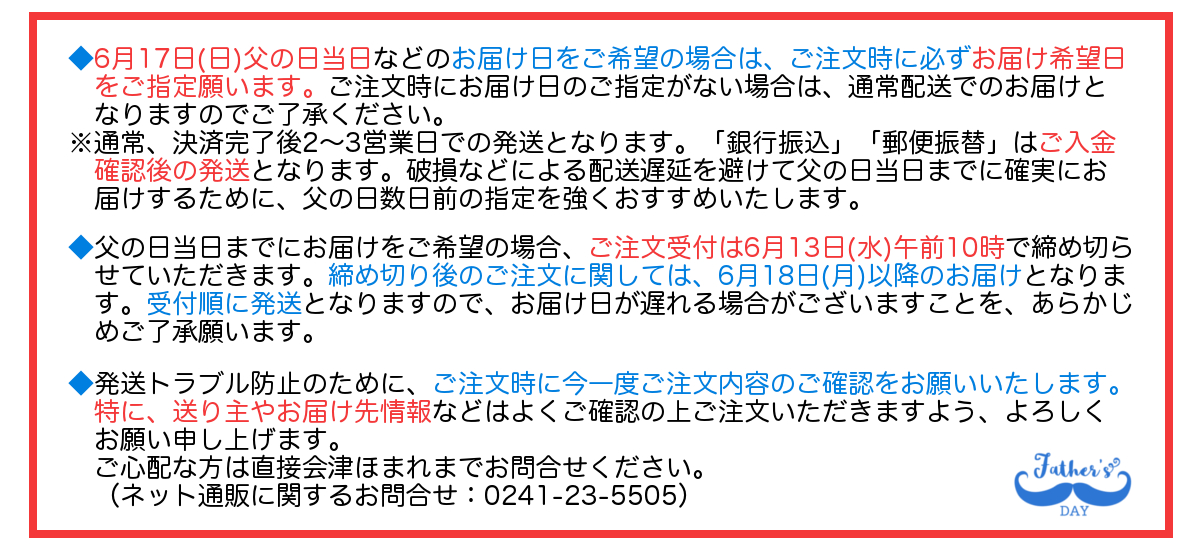 ◆6月17日(日)父の日当日などのお届け日をご希望の場合は、ご注文時に必ずお届け希望日
をご指定願います。ご注文時にお届け日のご指定がない場合は、通常配送でのお届けと
なりますのでご了承ください。
※通常、決済完了後2〜3営業日での発送となります。「銀行振込」「郵便振替」はご入金
確認後の発送となります。破損などによる配送遅延を避けて父の日当日までに確実にお
届けするために、父の日数日前の指定を強くおすすめいたします。
◆父の日当日までにお届けをご希望の場合、ご注文受付は6月13日(水)午前10時で締め切ら
せていただきます。締め切り後のご注文に関しては、6月18日(月)以降のお届けとなりま
す。受付順に発送となりますので、お届け日が遅れる場合がございますことを、あらかじ
めご了承願います。
◆発送トラブル防止のために、ご注文時に今一度ご注文内容のご確認をお願いいたします。
特に、送り主やお届け先情報などはよくご確認の上ご注文いただきますよう、よろしく
お願い申し上げます。
ご心配な方は直接会津ほまれまでお問合せください。
（ネット通販に関するお問合せ：0241-23-5505）
Father's
DAY